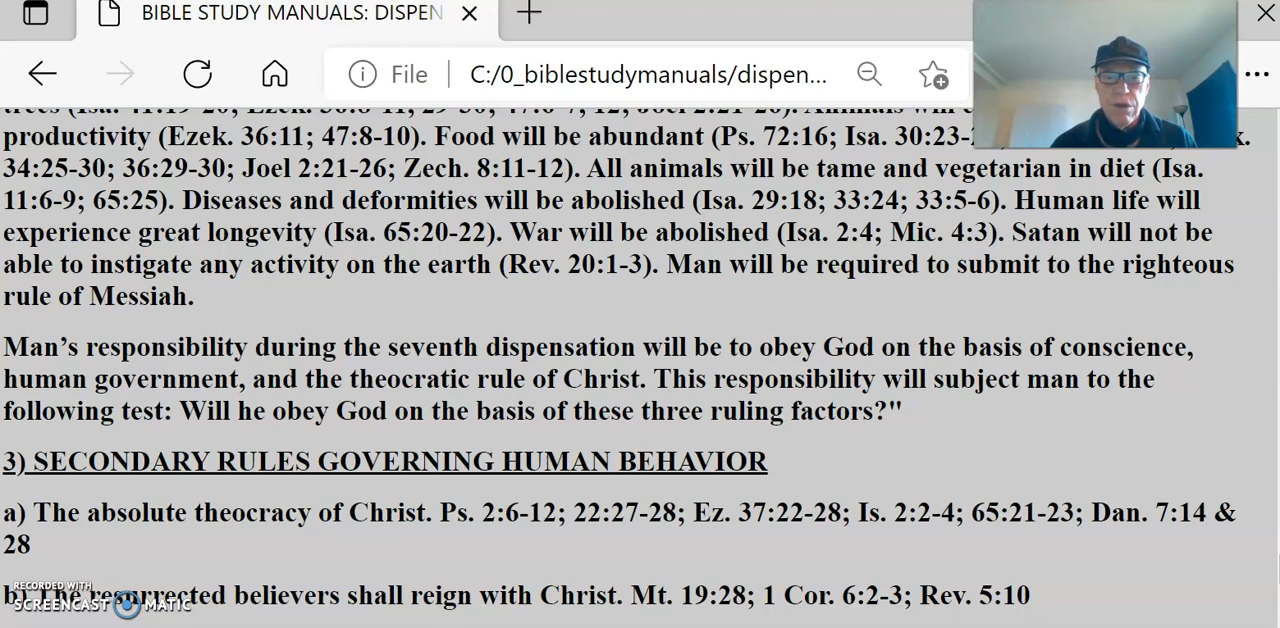 BIBLE STUDY MANUALS: DISPEN
File C:/0_biblestudymanuals/dispen...
productivity (Ezek. 36:11; 47:8-10). Food will be abundant (Ps. 72:16; Isa. 30:23-
34:25-30; 36:29-30; Joel 2:21-26; Zech. 8:11-12). All animals will be tame and vegetarian in diet (Isa.
11:6-9; 65:25). Diseases and deformities will be abolished (Isa. 29:18; 33:24; 33:5-6). Human life will
experience great longevity (Isa. 65:20-22). War will be abolished (Isa. 2:4; Mic. 4:3). Satan will not be
able to instigate any activity on the earth (Rev. 20:1-3). Man will be required to submit to the righteous
rule of Messiah.
Man’s responsibility during the seventh dispensation will be to obey God on the basis of conscience,
human government, and the theocratic rule of Christ. This responsibility will subject man to the
following test: Will he obey God on the basis of these three ruling factors?"
3) SECONDARY RULES GOVERNING HUMAN BEHAVIOR
a) The absolute theocracy of Christ. Ps. 2:6-12; 22:27-28; Ez. 37:22-28; Is. 2:2-4; 65:21-23; Dan. 7:14 &
28
b) The resurrected believers shall reign with Christ. Mt. 19:28; 1 Cor. 6:2-3; Rev. 5:10
RECORDED WITH
SCREENCAST MATIC